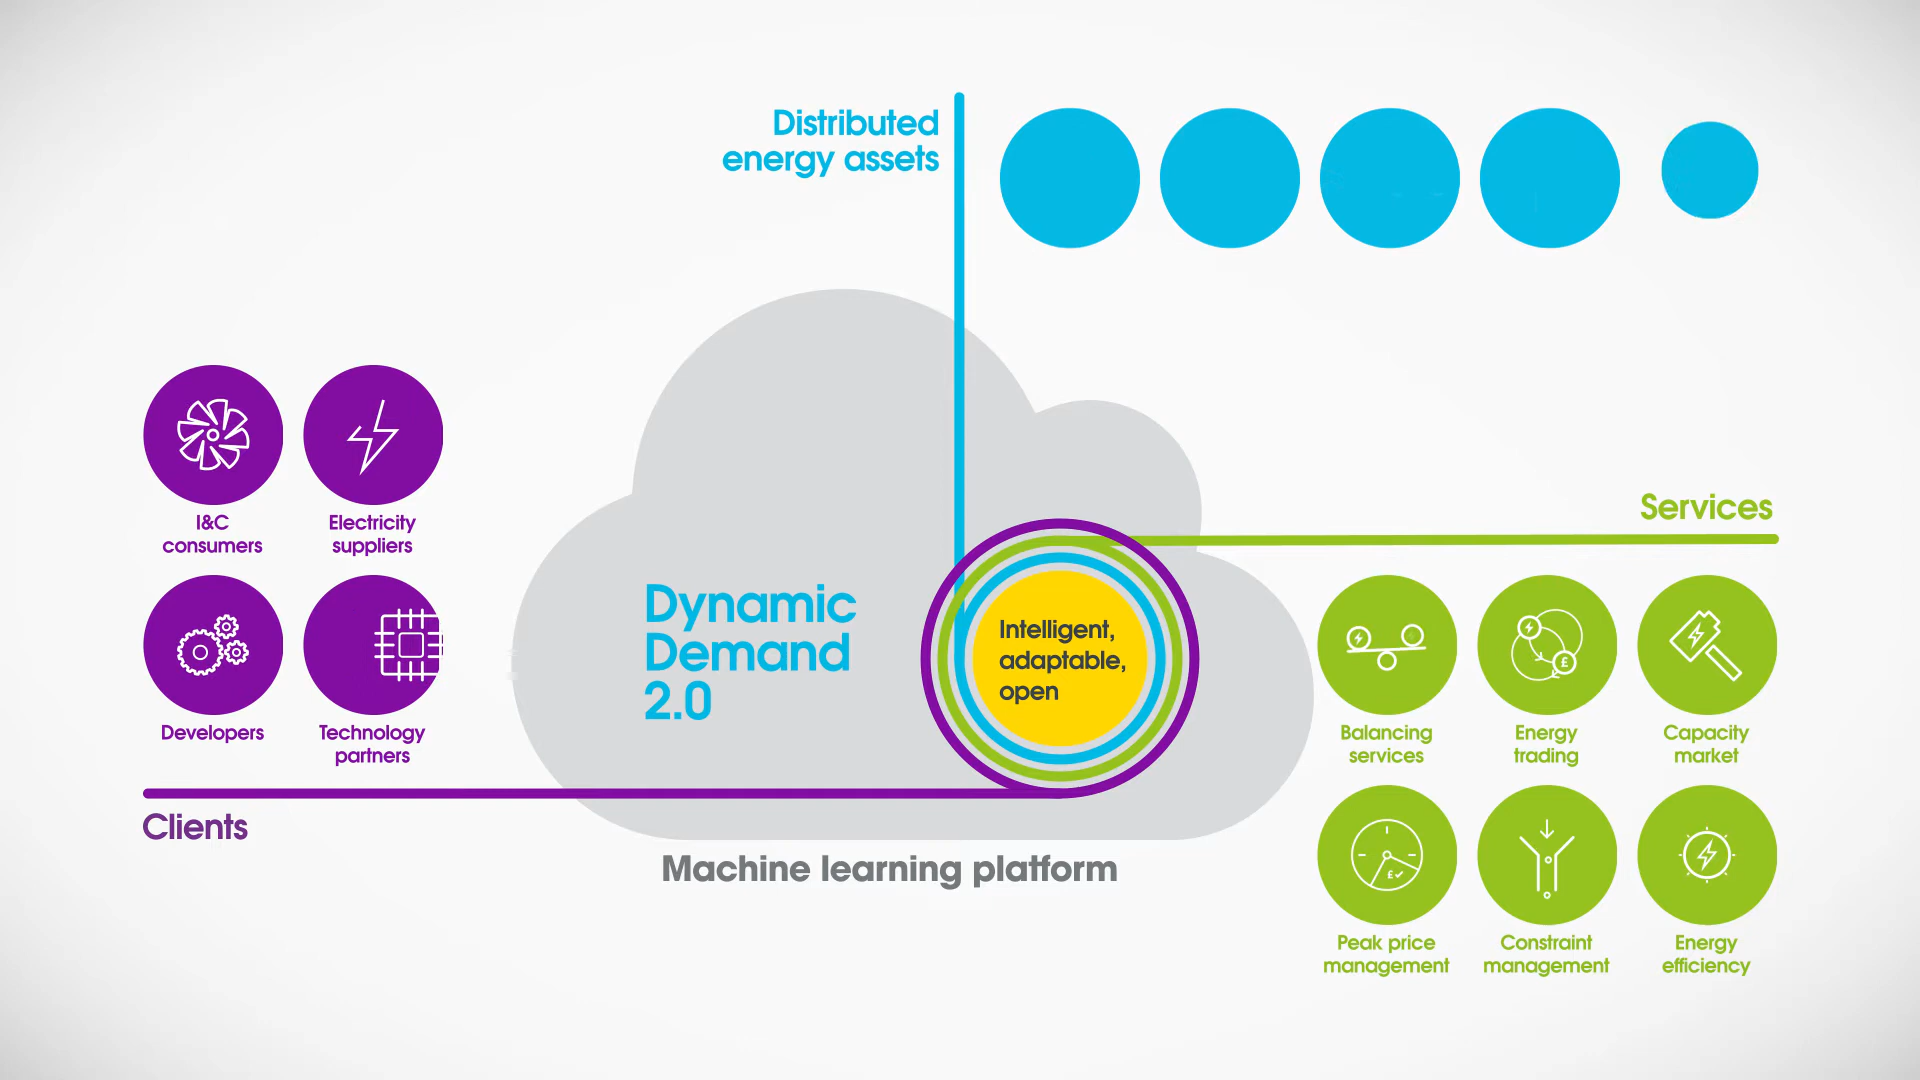 Distributed
energy assets
I&C
consumers
Electricity
suppliers
Developers
Technology
partners
Clients
Dynamic
Demand
2.0
Intelligent,
adaptable,
open
Machine learning platform
Services
Balancing
services
£
Energy
trading
Capacity
market
£
Peak price
management
Constraint
management
Energy
efficiency